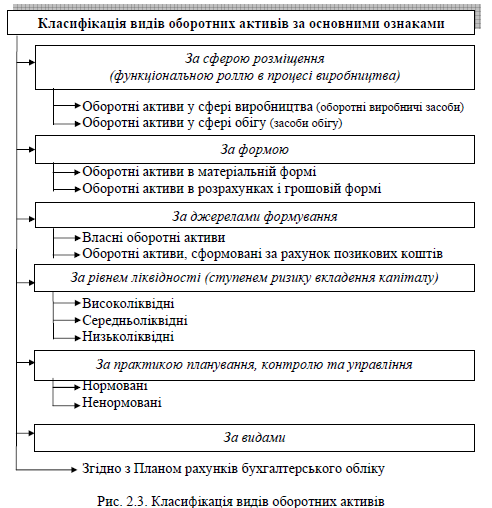 Класифікація видів оборотних активів за основними ознаками
За сферою розміщення
(функціональною роллю в процесі виробництва)
Оборотні активи у сфері виробництва (оборотні виробничі засоби)
Оборотні активи у сфері обігу (засоби обігу)
За формою
Оборотні активи в матеріальній формі
Оборотні активи в розрахунках і грошовій формі
За джерелами формування
Власні оборотні активи
Оборотні активи, сформовані за рахунок позикових коштів
За рівнем ліквідності (ступенем ризику вкладення капіталу)
Високоліквідні
Середньоліквідні
Низьколіквідні
За практикою планування, контролю та управління
Нормовані
Ненормовані
За видами
Згідно з Планом рахунків бухгалтерського обліку
Рис. 2.3. Класифікація видів оборотних активів